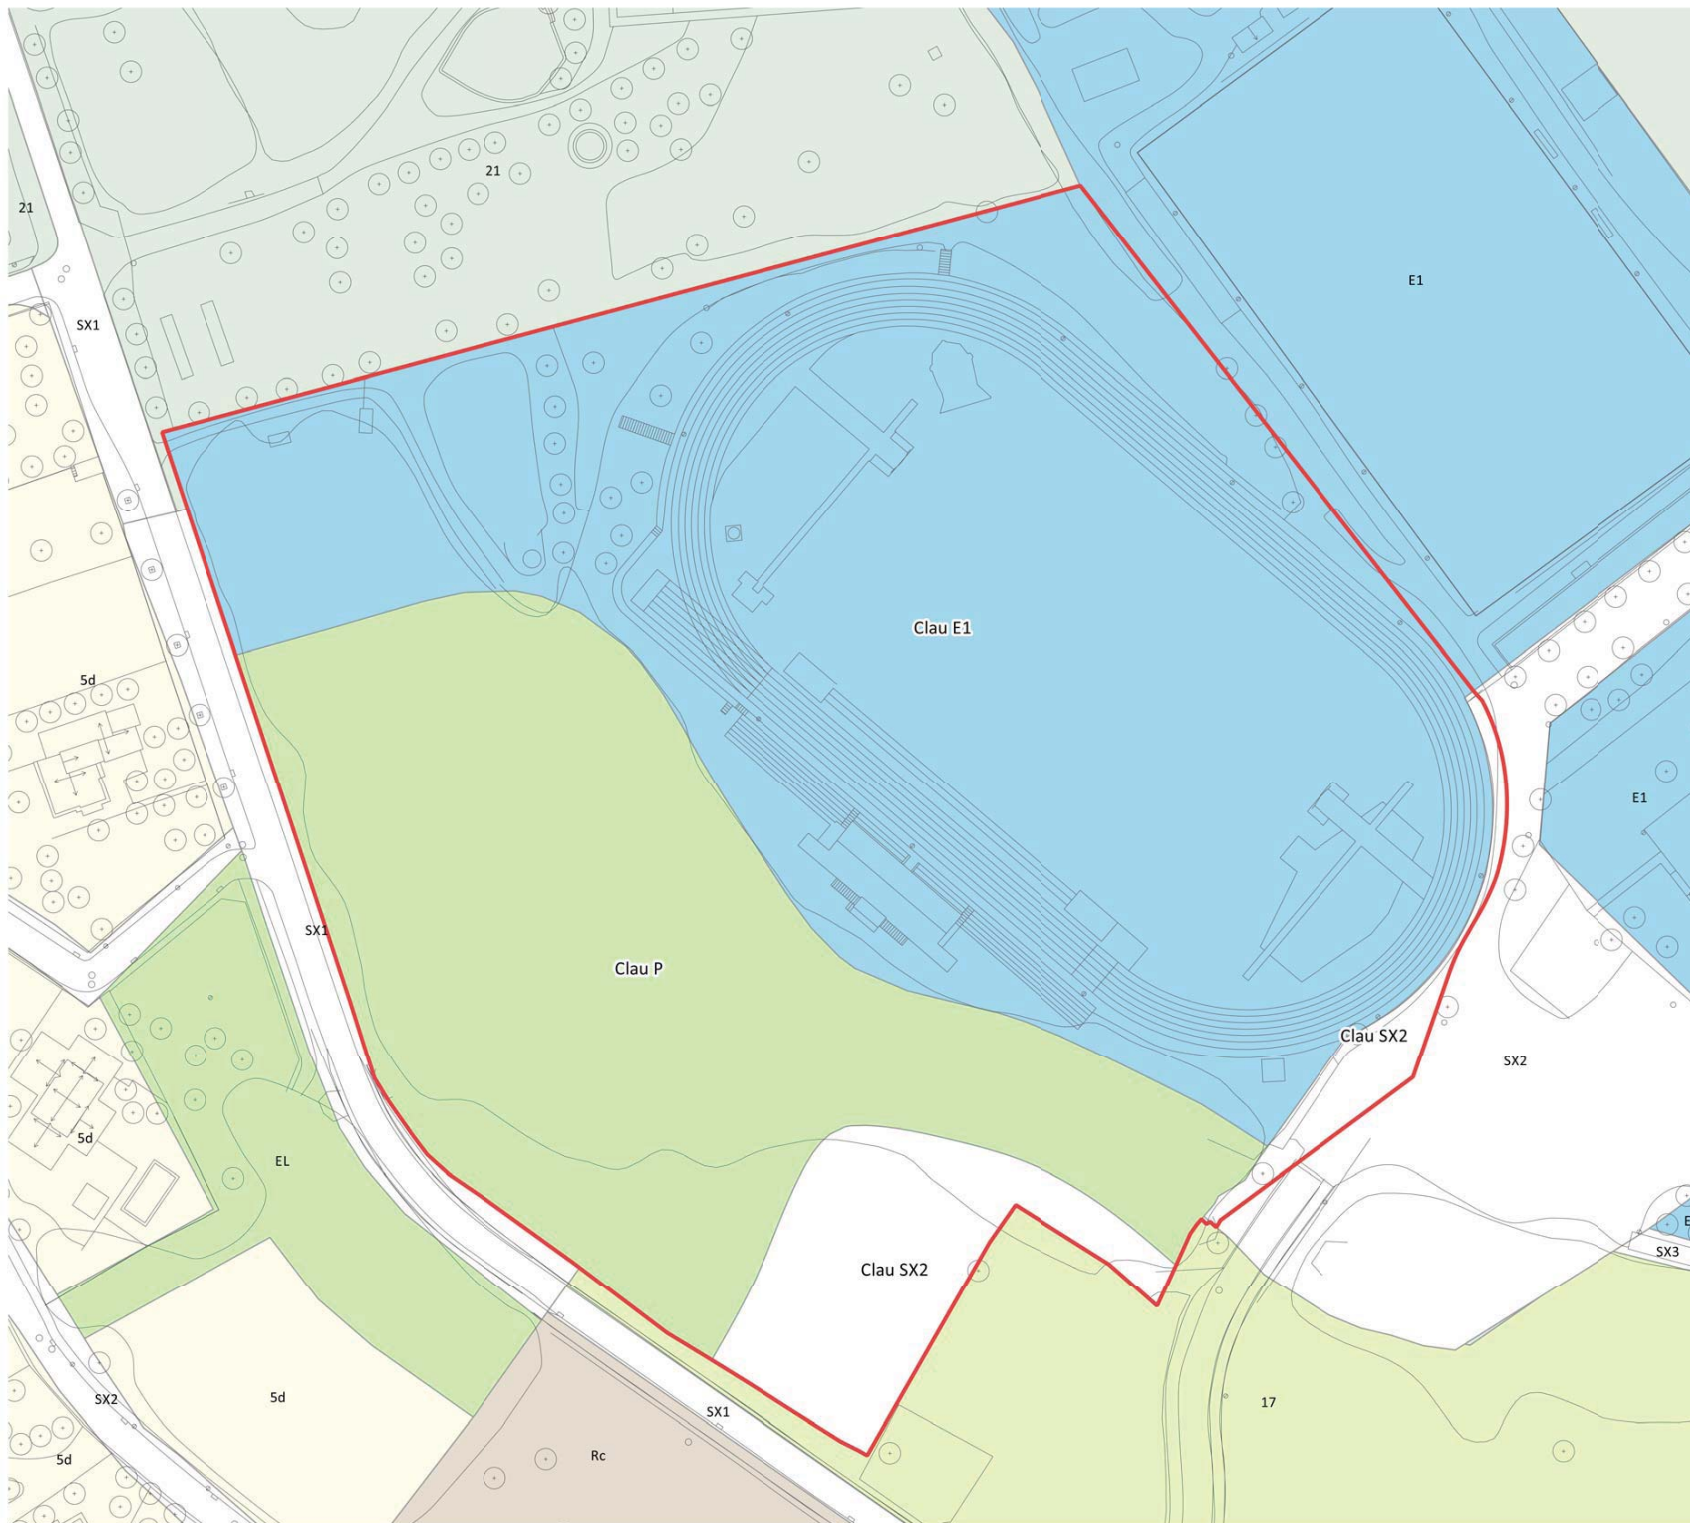 21
21
SX1
E1
Clau E1
5d
E1
SX1
Clau P
Clau SX2
SX2
5d
EL
E
SX3
Clau SX2
5d
SX2
SX1
17
5d
Rc